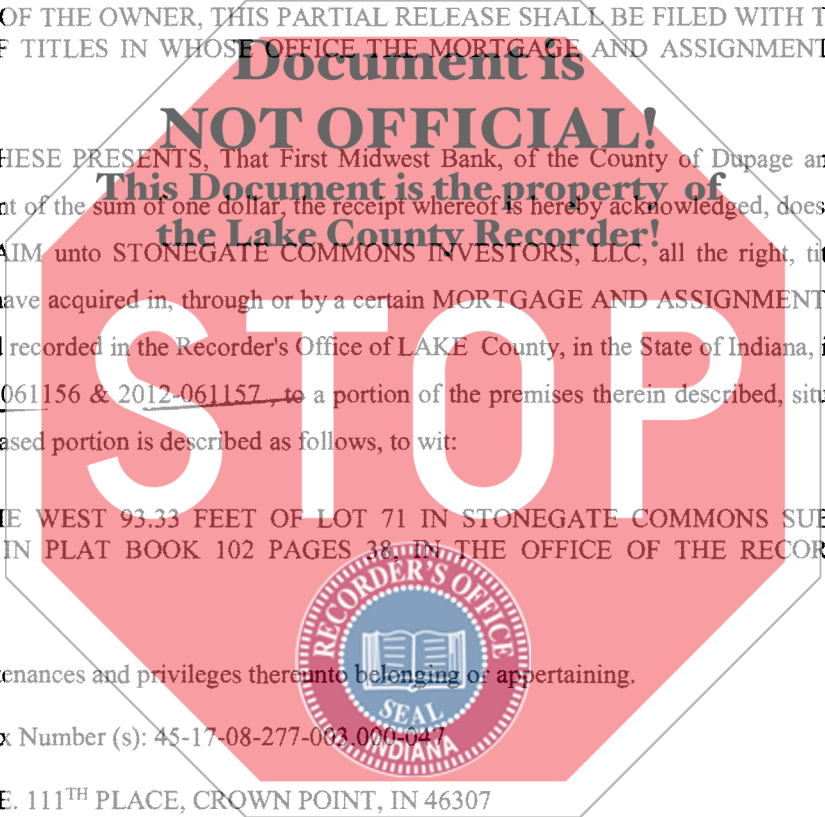 OF THE OWNER, THIS PARTIAL RELEASE SHALL BE FILED WITH T
F TITLES IN WHOSE OFFICE THE MORTGAGE AND ASSIGNMENT
Document is
NOT OFFICIAL!
HESE PRESENTS, That First Midwest Bank, of the County of Dupage an
This Document is the property of
nt of the sum of one dollar, the receipt whereof is hereby acknowledged, does
the Lake County Recorder!
AIM unto STONEGATE COMMONS INVESTORS, LLC, all the right, tit
ave acquired in, through or by a certain MORTGAGE AND ASSIGNMENT
l recorded in the Recorder's Office of LAKE County, in the State of Indiana, i
061156 & 2012-061157 , to a portion of the premises therein described, situ
STOP
ased portion is described as follows, to wit:
E WEST 93.33 FEET OF LOT 71 IN STONEGATE COMMONS SUB
IN PLAT BOOK 102 PAGES 38, IN THE OFFICE OF THE RECOR
RECORDER'S OFFICE
SEAL
INDIANA
enances and privileges thereunto belonging or appertaining.
x Number (s): 45-17-08-277-003.000-047
E. 111TH PLACE, CROWN POINT, IN 46307